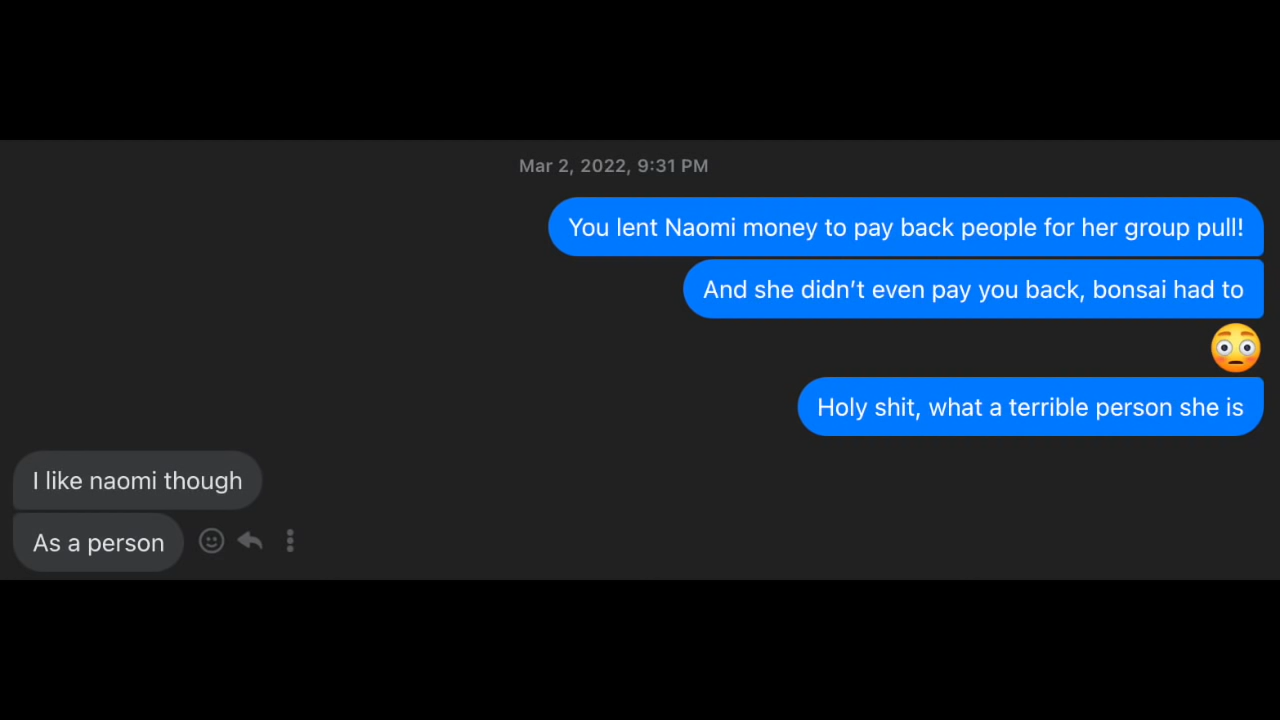 Mar 2, 2022, 9:31 PM
You lent Naomi money to pay back people for her group pull!
And she didn’t even pay you back, bonsai had to
😳
Holy shit, what a terrible person she is
I like naomi though
As a person